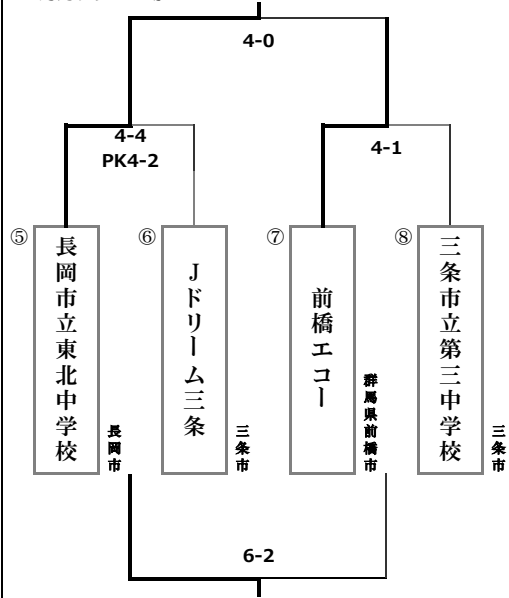 4-0
4-4
PK4-2
4-1
⑤
長岡市立東北中学校
長岡市
⑥
Jドリーム三条
三条市
⑦
前橋エコー
群馬県前橋市
⑧
三条市立第三中学校
三条市
6-2